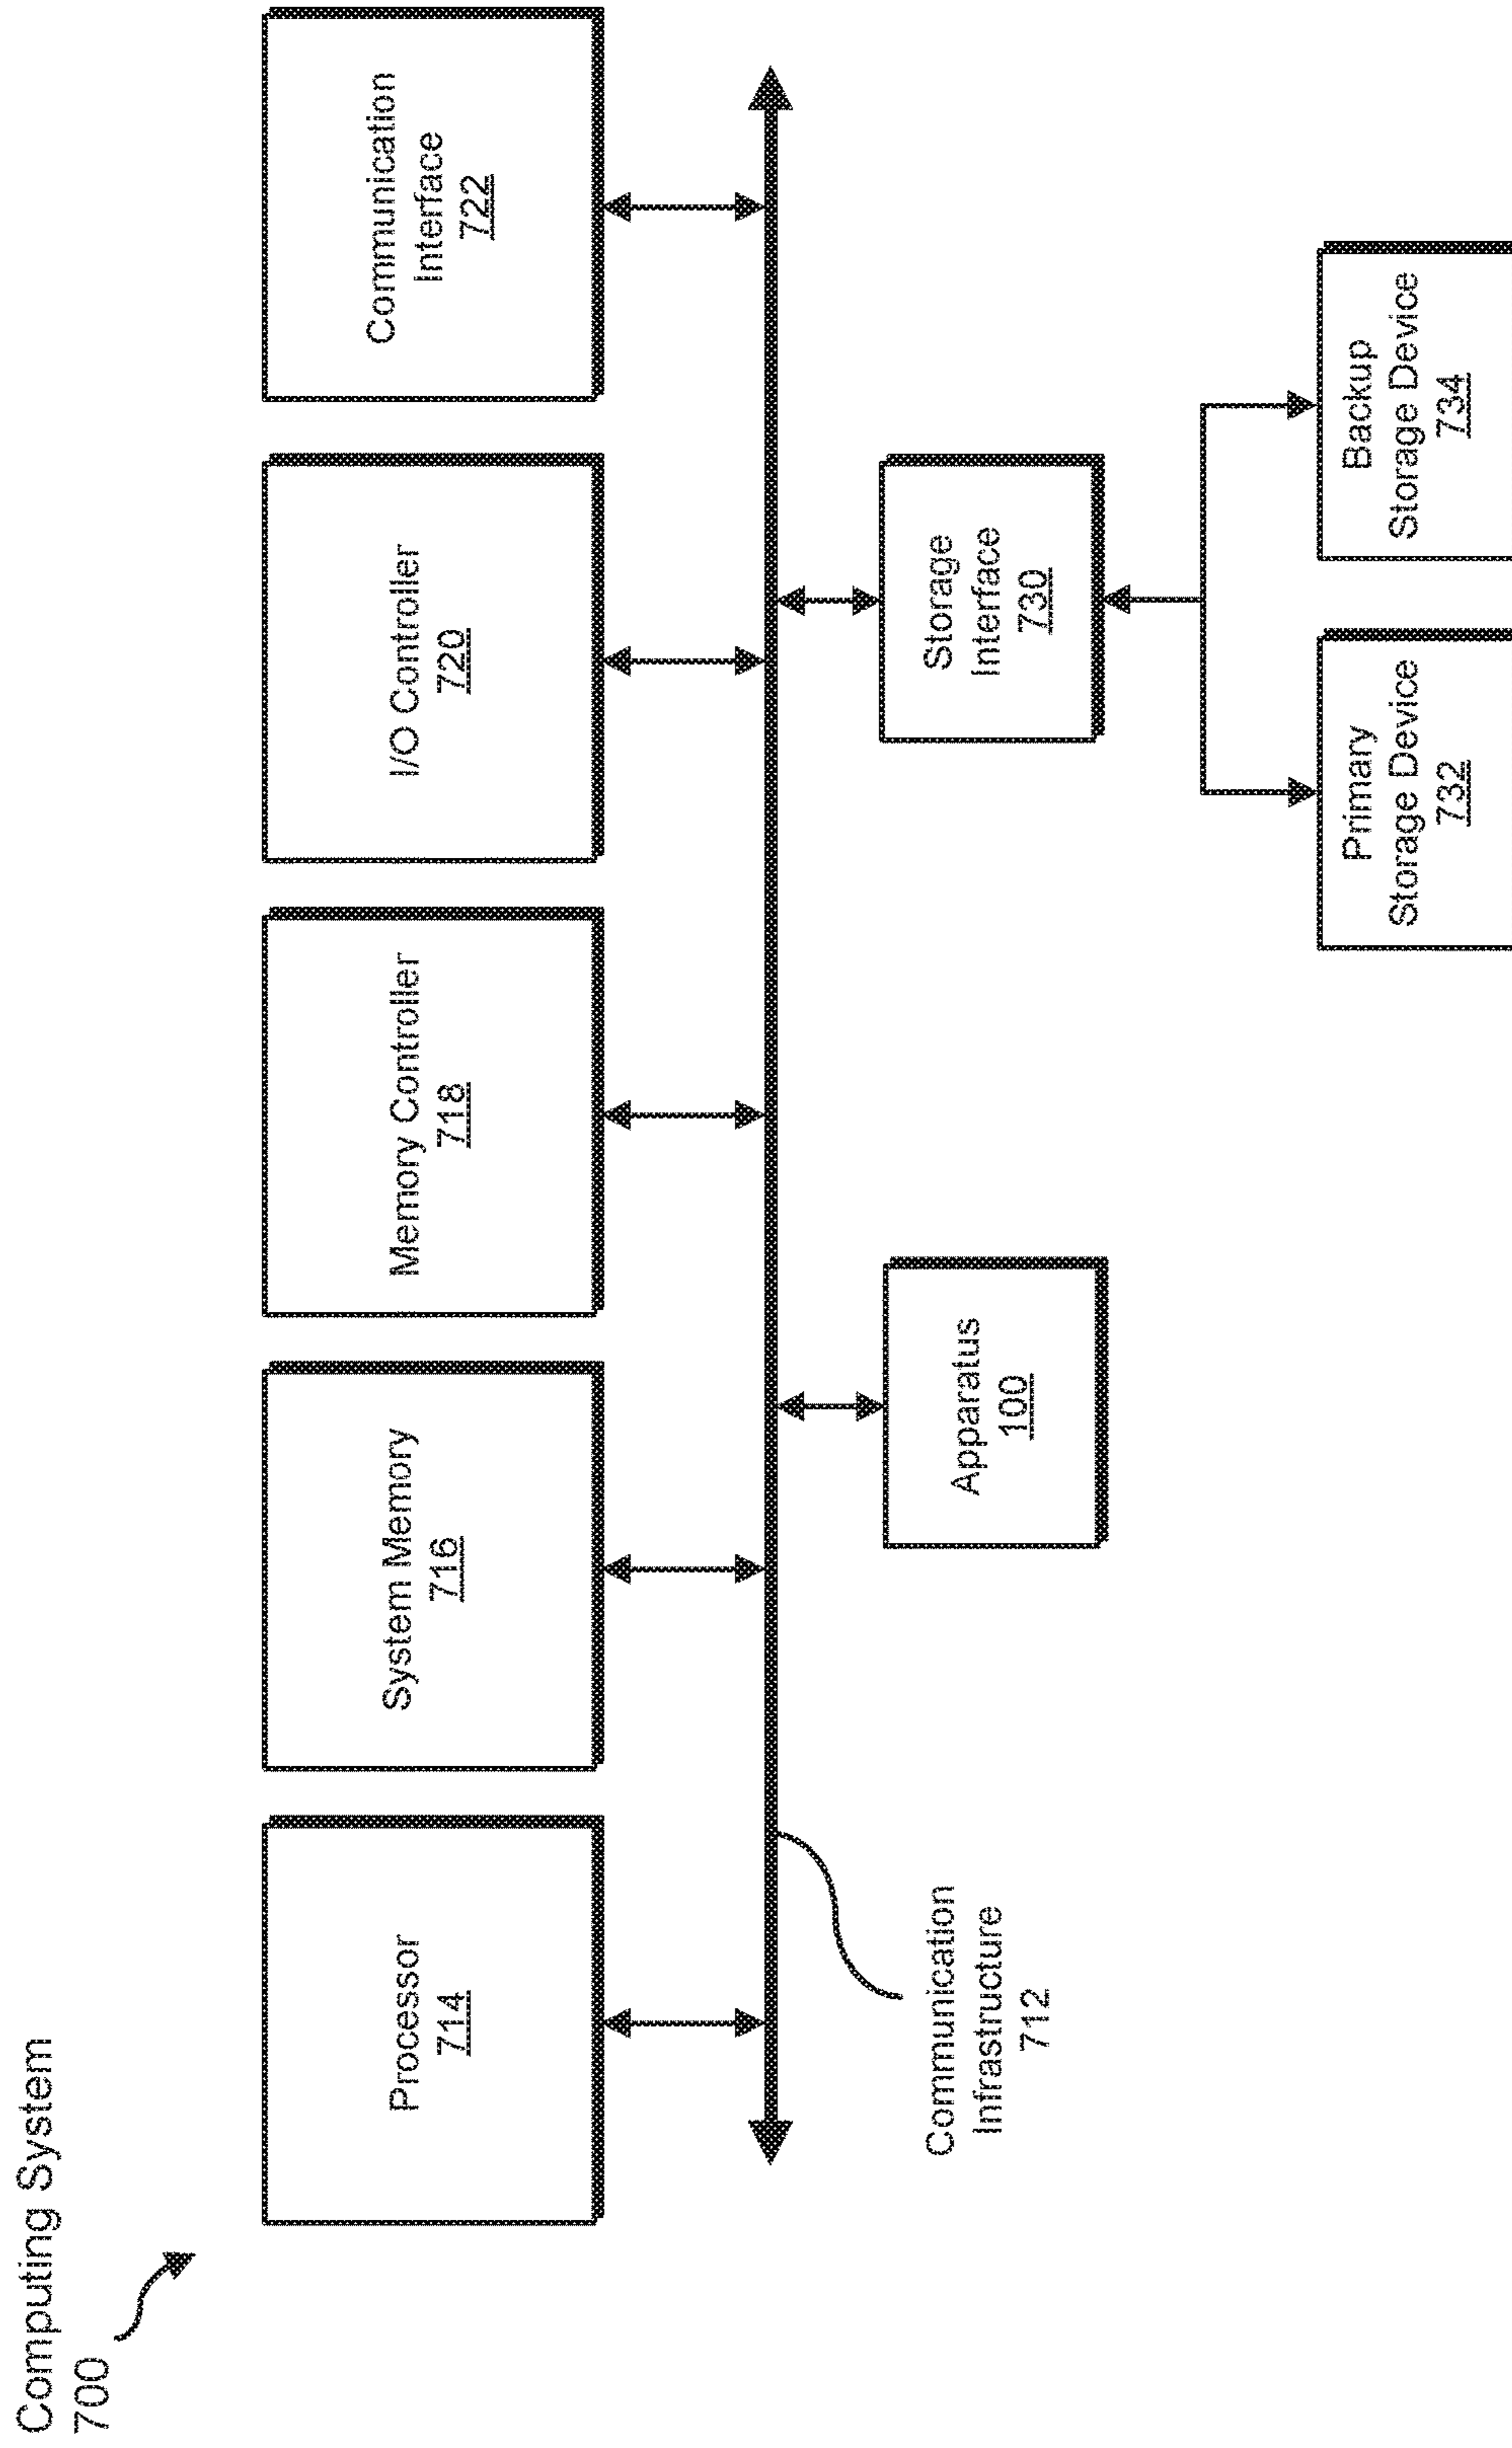 Computing System
700
Processor
714
System Memory
716
Memory Controller
718
I/O Controller
720
Communication
Interface
722
Communication
Infrastructure
712
Apparatus
100
Storage
Interface
730
Primary
Storage Device
732
Backup
Storage Device
734